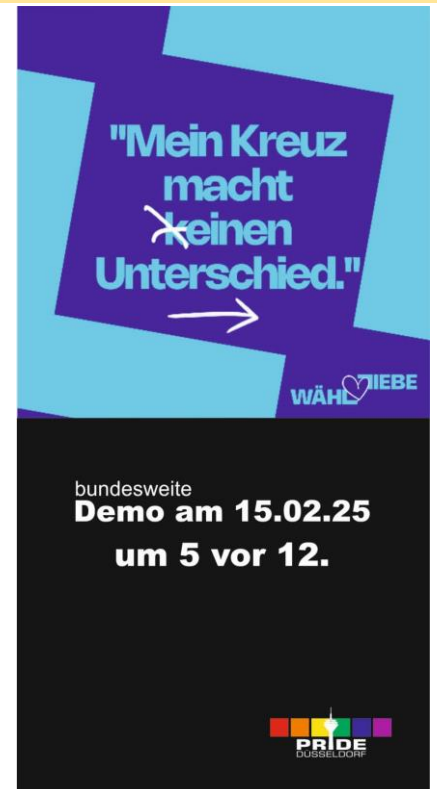 "Mein Kreuz
macht
keinen
Unterschied."
WÄHL LIEBE
bundesweite
Demo am 15.02.25
um 5 vor 12.
PRIDE
DÜSSELDORF